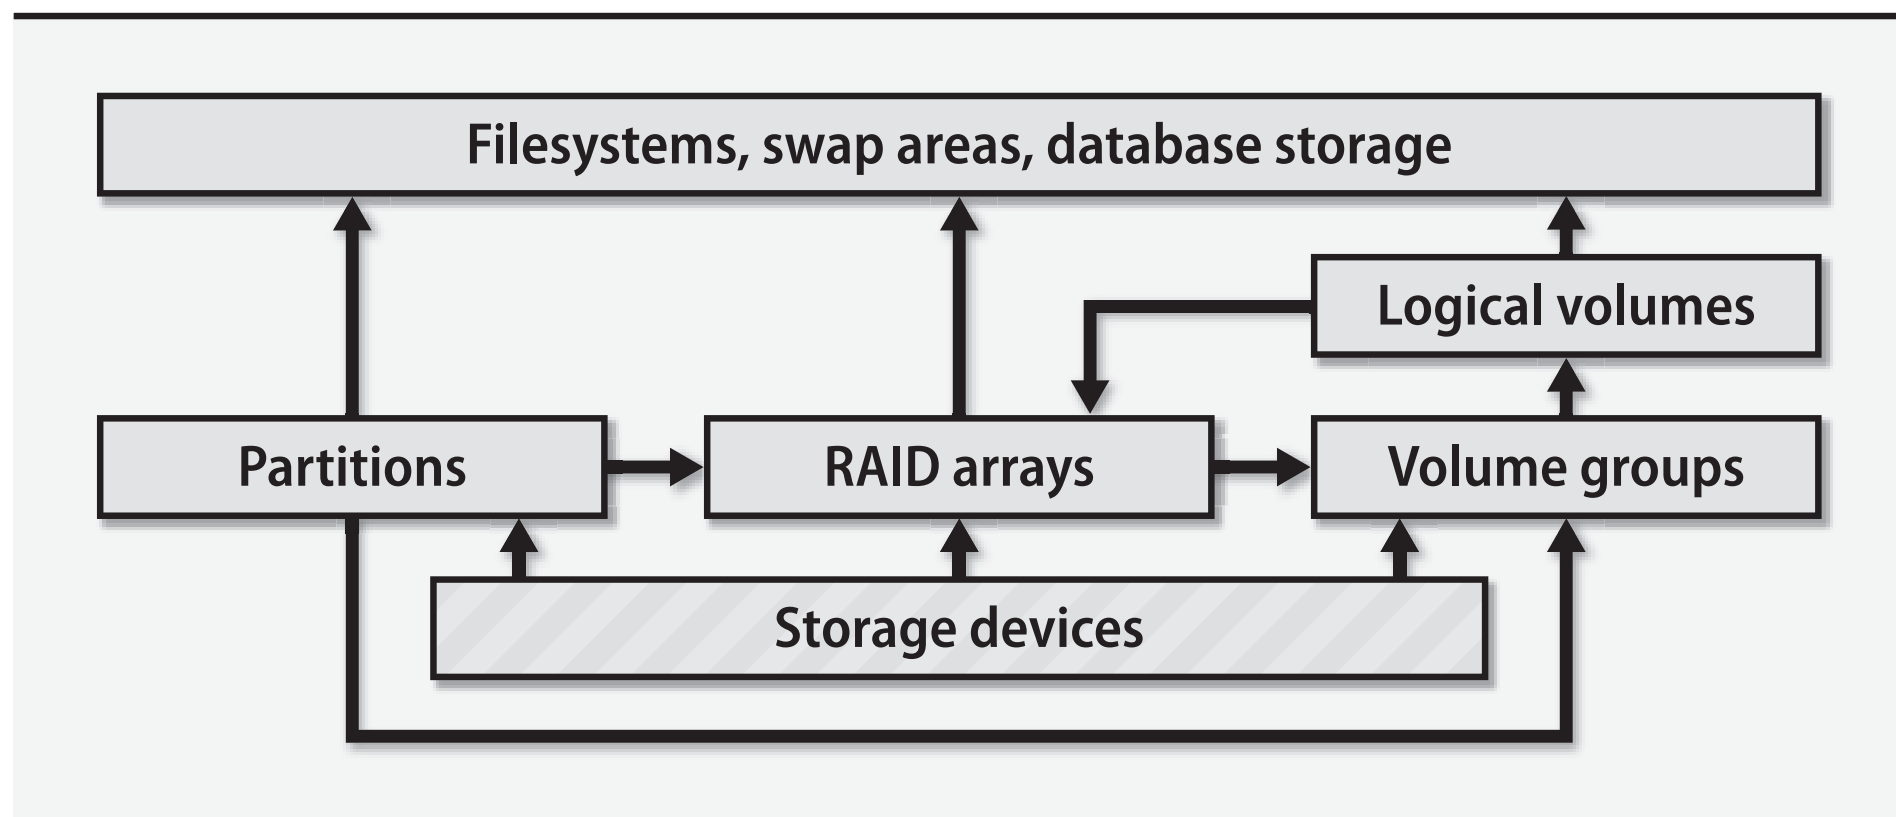 Filesystems, swap areas, database storage
Logical volumes
Partitions
RAID arrays
Volume groups
Storage devices